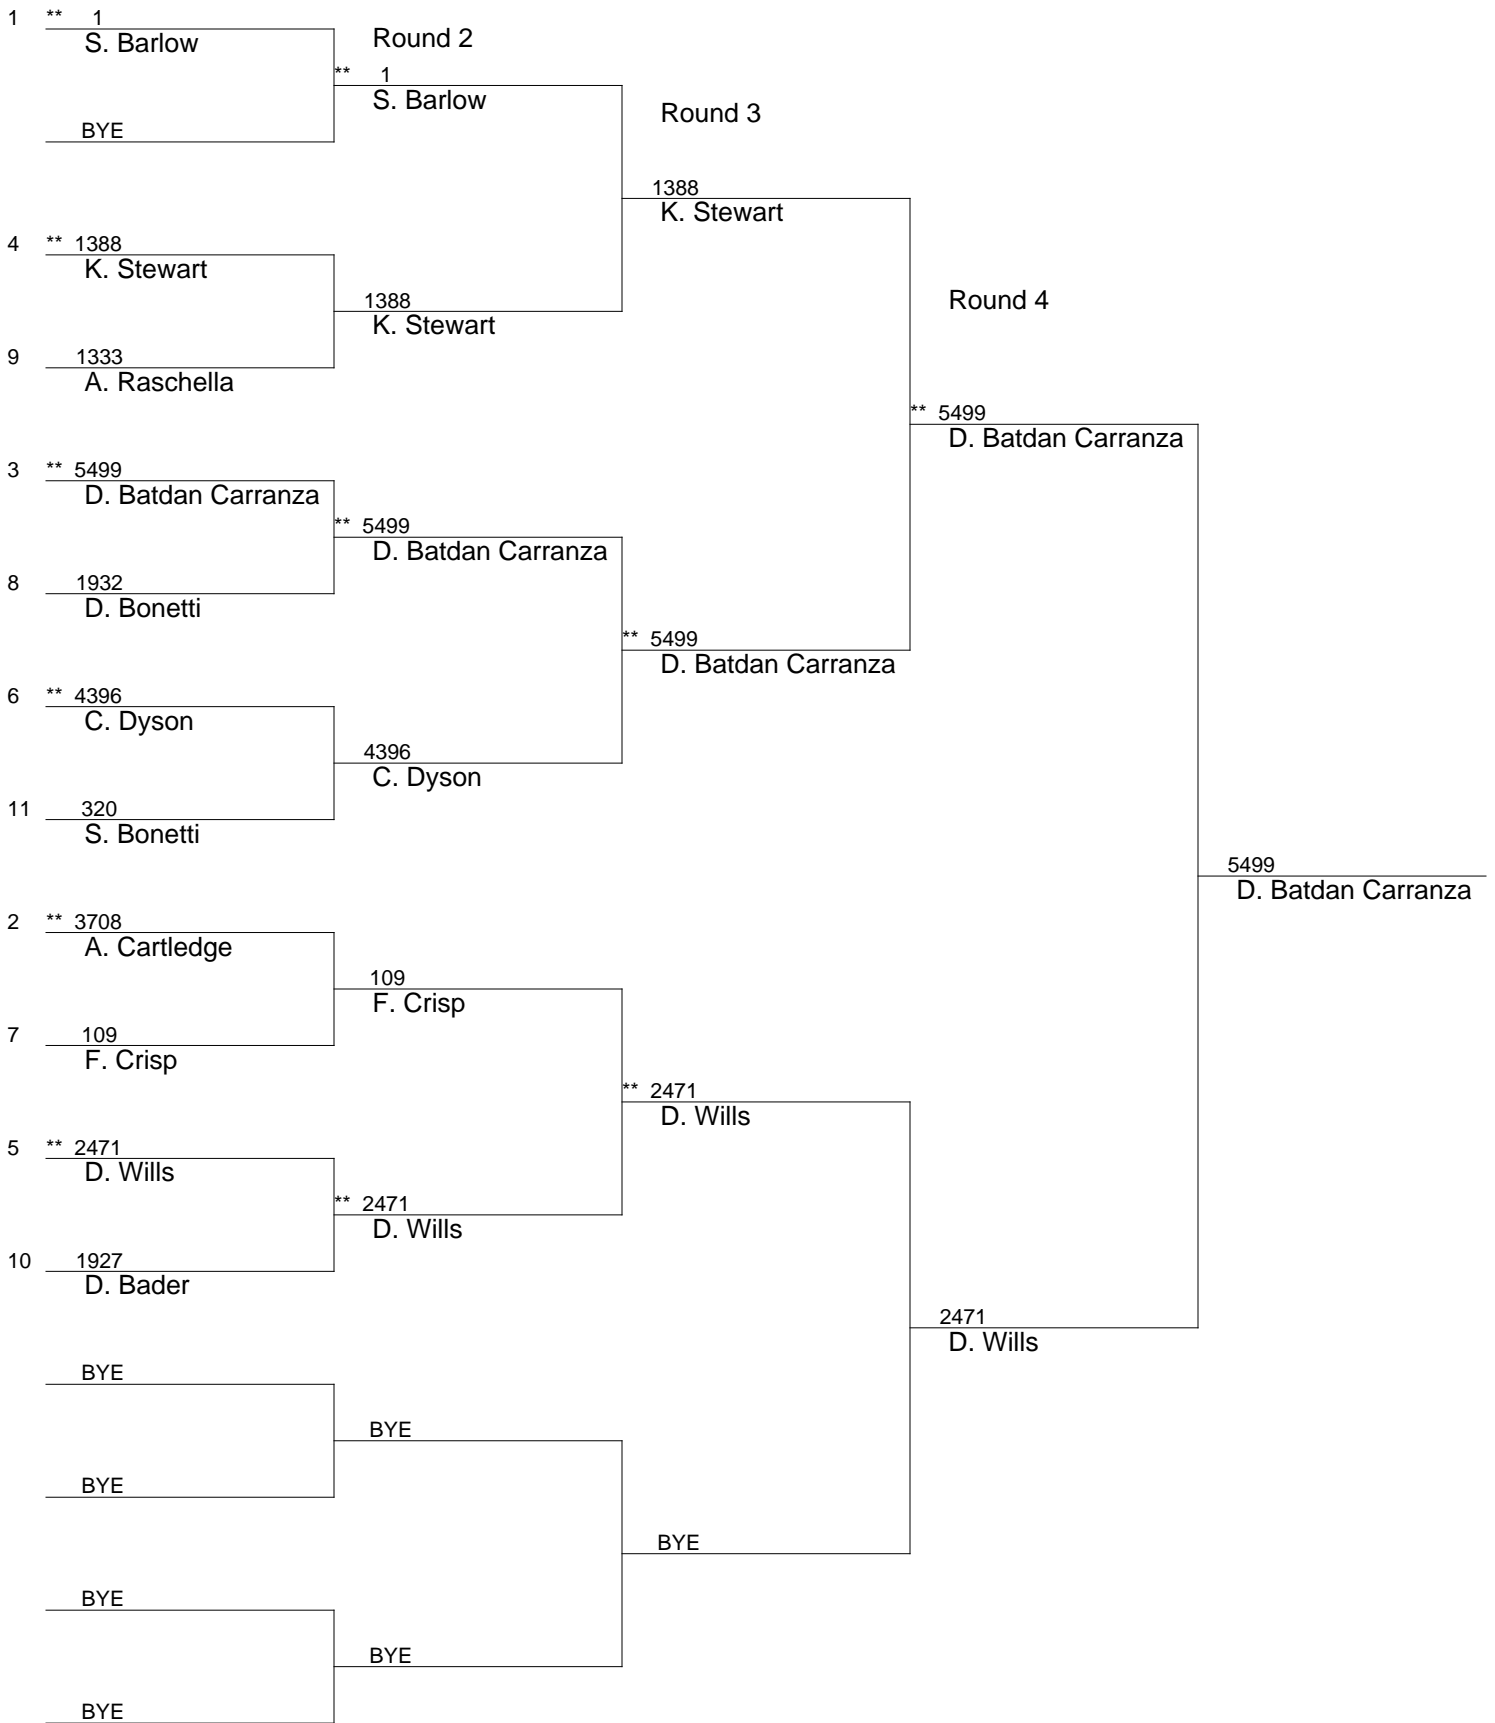 1 ** 1
S. Barlow
Round 2
** 1
S. Barlow
Round 3
BYE
1388
K. Stewart
4 ** 1388
K. Stewart
1388
K. Stewart
Round 4
9 1333
A. Raschella
** 5499
D. Batdan Carranza
3 ** 5499
D. Batdan Carranza
** 5499
D. Batdan Carranza
8 1932
D. Bonetti
** 5499
D. Batdan Carranza
6 ** 4396
C. Dyson
4396
C. Dyson
11 320
S. Bonetti
5499
D. Batdan Carranza
2 ** 3708
A. Cartledge
109
F. Crisp
7 109
F. Crisp
** 2471
D. Wills
5 ** 2471
D. Wills
** 2471
D. Wills
10 1927
D. Bader
2471
D. Wills
BYE
BYE
BYE
BYE
BYE
BYE
BYE